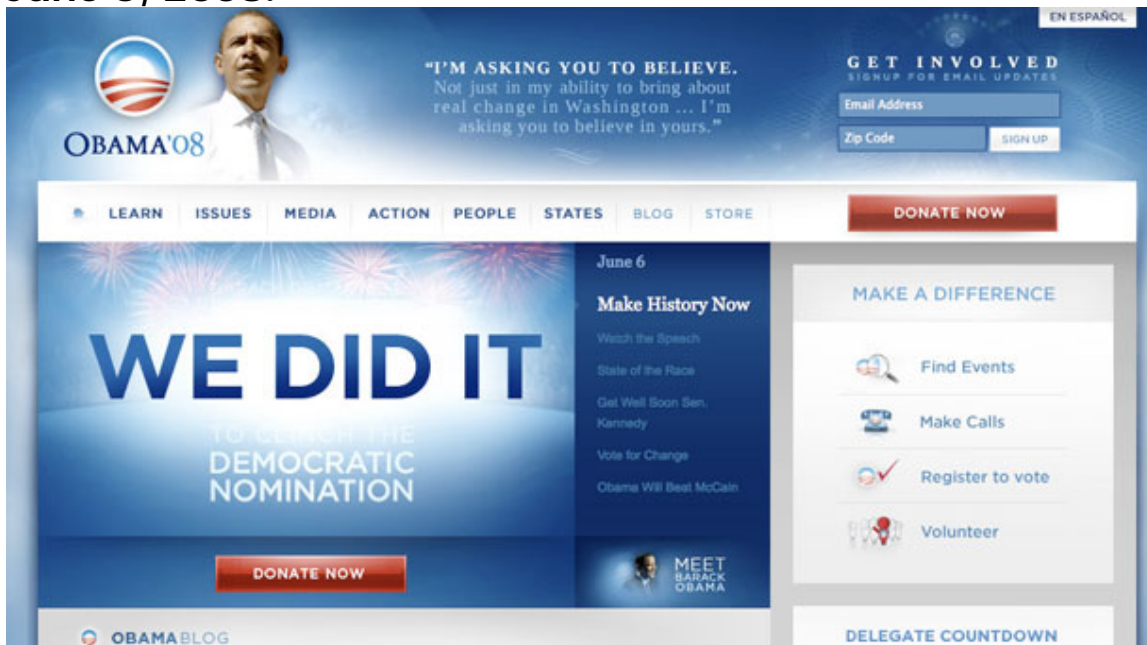 June 6, 2008.
EN ESPAÑOL
OBAMA'08
"I'M ASKING YOU TO BELIEVE.
Not just in my ability to bring about
real change in Washington ... I'm
asking you to believe in yours."
GET INVOLVED
SIGNUP FOR EMAIL UPDATES
Email Address
Zip Code
SIGN UP
LEARN
ISSUES
MEDIA
ACTION
PEOPLE
STATES
BLOG
STORE
DONATE NOW
WE DID IT
TO CLINCH THE
DEMOCRATIC
NOMINATION
DONATE NOW
June 6
Make History Now
Watch the Speech
State of the Race
Get Well Soon Sen.
Kennedy
Vote for Change
Obama Will Beat McCain
MEET
BARACK
OBAMA
MAKE A DIFFERENCE
Find Events
Make Calls
Register to vote
Volunteer
OBAMA BLOG
DELEGATE COUNTDOWN